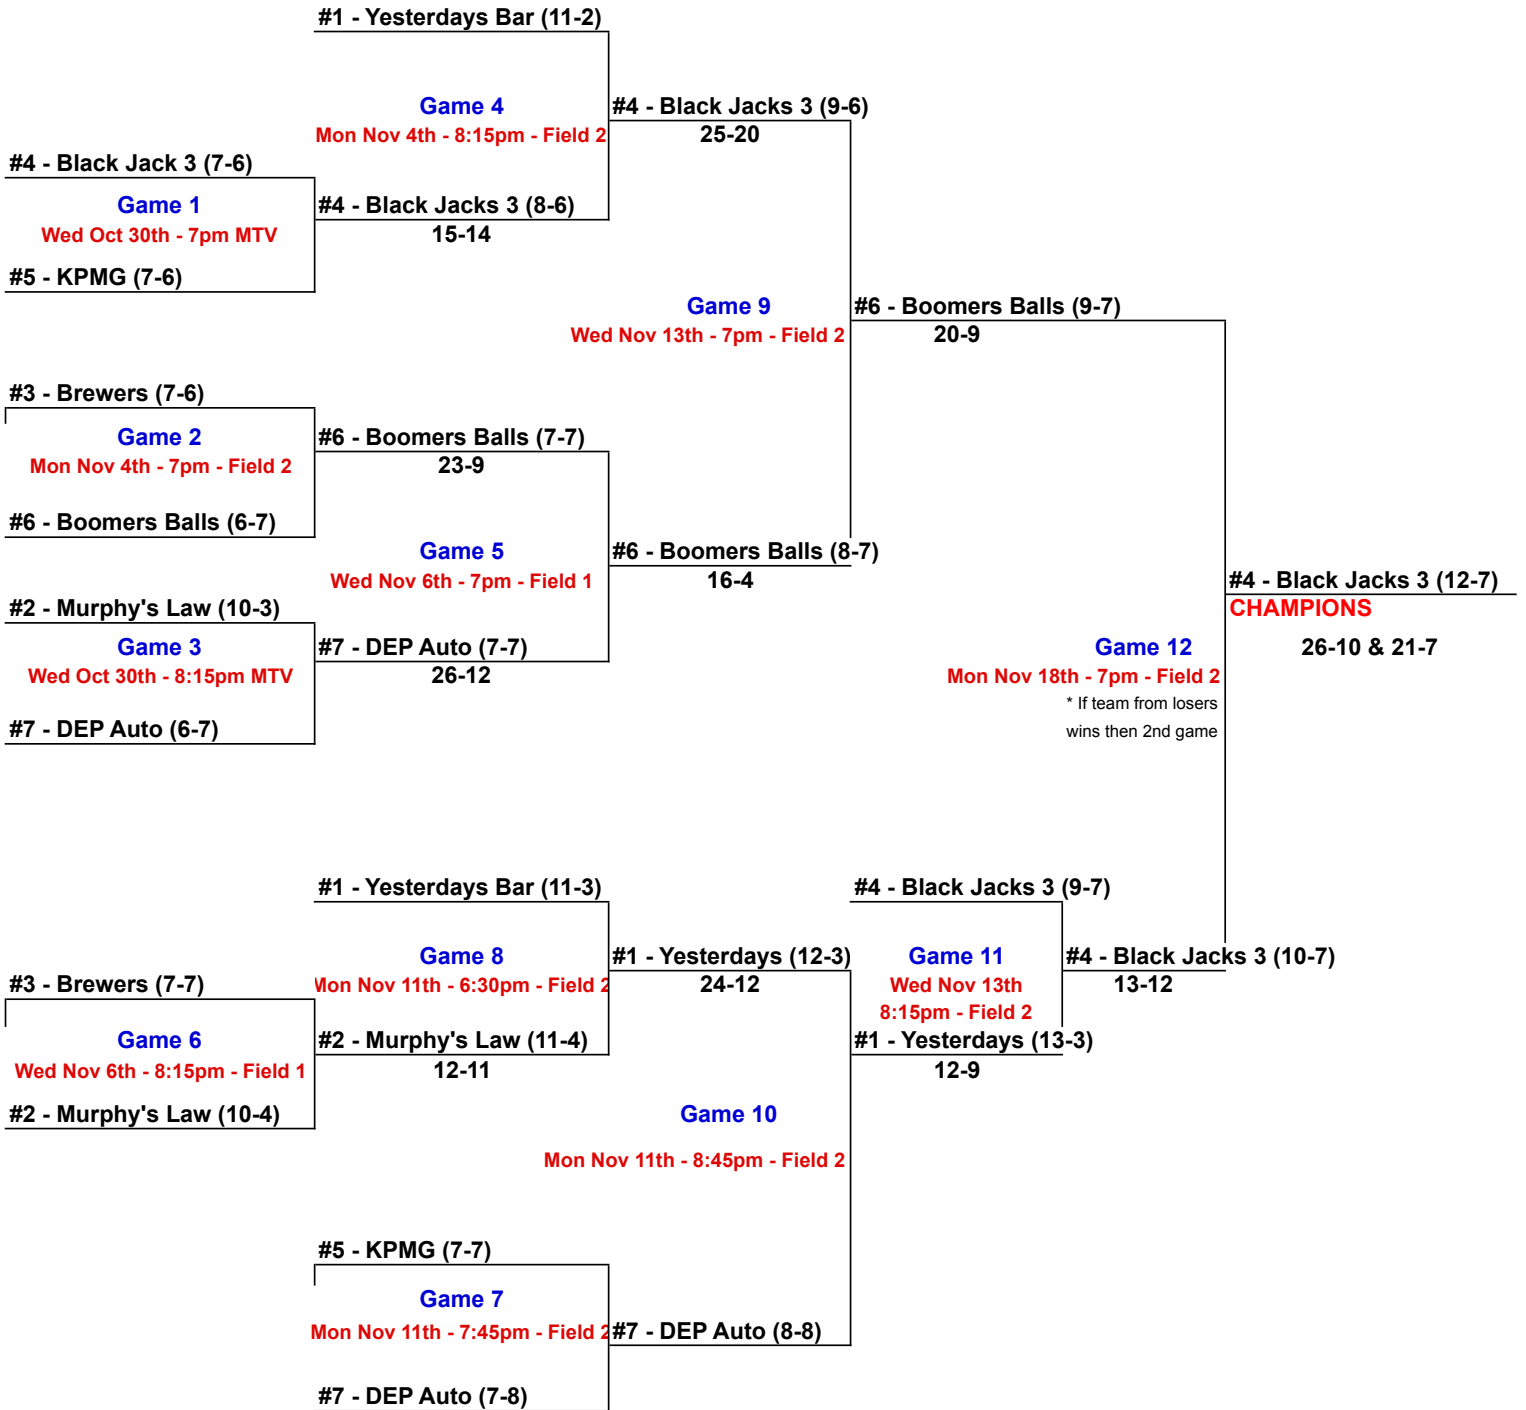 #1 - Yesterdays Bar (11-2)
Game 4
Mon Nov 4th - 8:15pm - Field 2
#4 - Black Jacks 3 (9-6)
25-20
#4 - Black Jack 3 (7-6)
Game 1
Wed Oct 30th - 7pm MTV
#4 - Black Jacks 3 (8-6)
15-14
#5 - KPMG (7-6)
Game 9
Wed Nov 13th - 7pm - Field 2
#6 - Boomers Balls (9-7)
20-9
#3 - Brewers (7-6)
Game 2
Mon Nov 4th - 7pm - Field 2
#6 - Boomers Balls (7-7)
23-9
#6 - Boomers Balls (6-7)
Game 5
Wed Nov 6th - 7pm - Field 1
#6 - Boomers Balls (8-7)
16-4
#2 - Murphy's Law (10-3)
Game 3
Wed Oct 30th - 8:15pm MTV
#7 - DEP Auto (7-7)
26-12
#7 - DEP Auto (6-7)
#4 - Black Jacks 3 (12-7)
CHAMPIONS
26-10 & 21-7
Game 12
Mon Nov 18th - 7pm - Field 2
* If team from losers
wins then 2nd game
#1 - Yesterdays Bar (11-3)
Game 8
Mon Nov 11th - 6:30pm - Field 2
#1 - Yesterdays (12-3)
24-12
#4 - Black Jacks 3 (9-7)
Game 11
Wed Nov 13th
8:15pm - Field 2
#4 - Black Jacks 3 (10-7)
13-12
#3 - Brewers (7-7)
Game 6
Wed Nov 6th - 8:15pm - Field 1
#2 - Murphy's Law (11-4)
12-11
#2 - Murphy's Law (10-4)
#1 - Yesterdays (13-3)
12-9
Game 10
Mon Nov 11th - 8:45pm - Field 2
#5 - KPMG (7-7)
Game 7
Mon Nov 11th - 7:45pm - Field 2
#7 - DEP Auto (8-8)
#7 - DEP Auto (7-8)